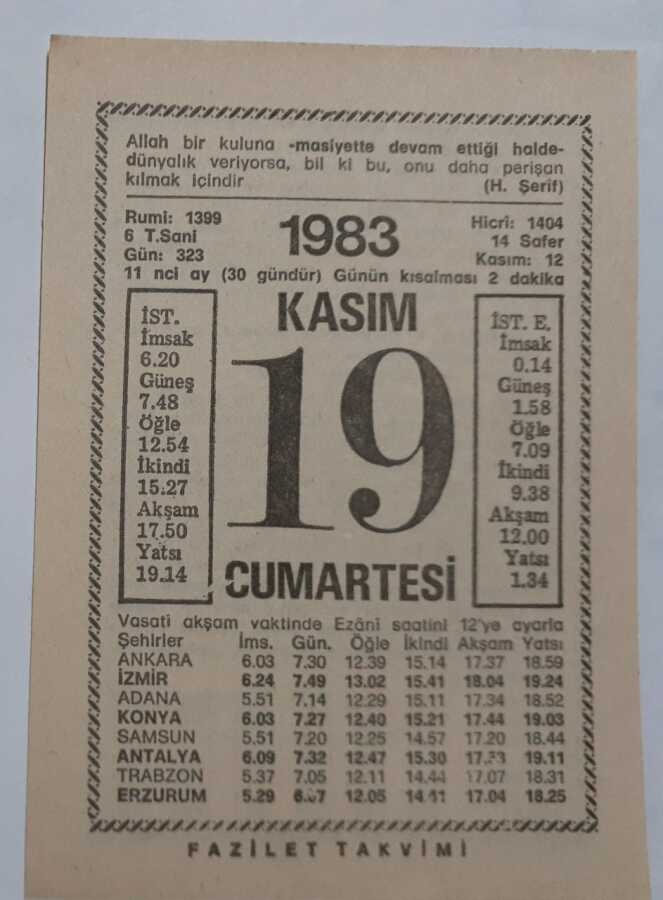 Allah bir kuluna -masiyette devam ettiği halde-
dünyalık veriyorsa, bil ki bu, onu daha perişan
kılmak içindir (H. Şerif)
Rumi: 1399
6 T.Sani
Gün: 323
1983
Hicri: 1404
14 Safer
Kasım: 12
11 nci ay (30 gündür) Günün kısalması 2 dakika
İST.
İmsak
6.20
Güneş
7.48
Öğle
12.54
İkindi
15.27
Akşam
17.50
Yatsı
19.14
KASIM
19
CUMARTESİ
İST. E.
İmsak
0.14
Güneş
1.58
Öğle
7.09
İkindi
9.38
Akşam
12.00
Yatsı
1.34
Vasati akşam vaktinde Ezâni saatini 12'ye ayarla
Şehirler İms. Gün. Öğle İkindi Akşam Yatsı
ANKARA 6.03 7.30 12.39 15.14 17.37 18.59
İZMİR 6.24 7.49 13.02 15.41 18.04 19.24
ADANA 5.51 7.14 12.29 15.11 17.34 18.52
KONYA 6.03 7.27 12.40 15.21 17.44 19.03
SAMSUN 5.51 7.20 12.25 14.57 17.20 18.44
ANTALYA 6.09 7.32 12.47 15.30 19.11
TRABZON 5.37 7.05 12.11 14.44 17.07 18.31
ERZURUM 5.29 12.05 17.04 18.25
FAZİLET TAKVİMİ